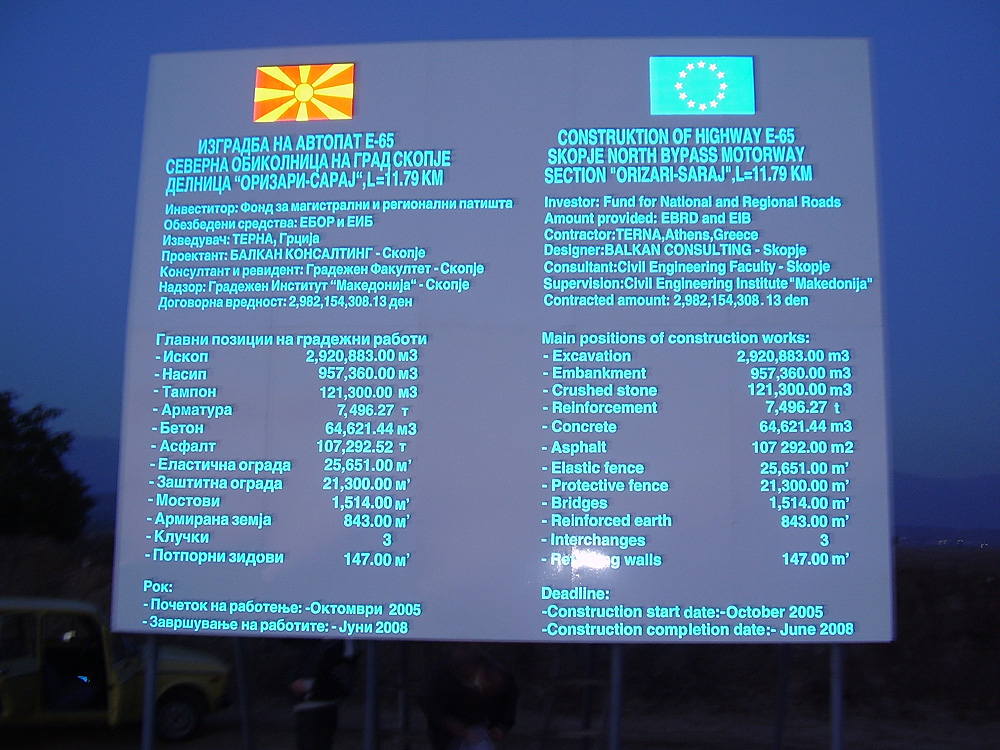 ИЗГРАДБА НА АВТОПАТ Е-65
СЕВЕРНА ОБИКОЛНИЦА НА ГРАД СКОПЈЕ
ДЕЛНИЦА “ОРИЗАРИ-САРАЈ“,L=11.79 KM
Инвеститор: Фонд за магистрални и регионални патишта
Обезбедени средства: ЕБОР и ЕИБ
Изведувач: ТЕРНА, Грција
Проектант: БАЛКАН КОНСАЛТИНГ - Скопје
Консултант и ревидент: Градежен Факултет - Скопје
Надзор: Градежен Институт “Македонија“ - Скопје
Договорна вредност: 2,982,154,308.13 ден
Главни позиции на градежни работи
- Ископ 2,920,883.00 м3
- Насип 957,360.00 м3
- Тампон 121,300.00 м3
- Арматура 7,496.27 т
- Бетон 64,621.44 м3
- Асфалт 107,292.52 т
- Еластична ограда 25,651.00 м'
- Заштитна ограда 21,300.00 м'
- Мостови 1,514.00 м'
- Армирана земја 843.00 м'
- Клучки 3
- Потпорни зидови 147.00 м'
Рок:
- Почеток на работење: -Октомври 2005
- Завршување на работите: - Јуни 2008
CONSTRUKTION OF HIGHWAY E-65
SKOPJE NORTH BYPASS MOTORWAY
SECTION "ORIZARI-SARAJ",L=11.79 KM
Investor: Fund for National and Regional Roads
Amount provided: EBRD and EIB
Contractor:TERNA,Athens,Greece
Designer:BALKAN CONSULTING - Skopje
Consultant:Civil Engineering Faculty - Skopje
Supervision:Civil Engineering Institute"Makedonija"
Contracted amount: 2,982,154,308.13 den
Main positions of construction works:
- Excavation 2,920,883.00 m3
- Embankment 957,360.00 m3
- Crushed stone 121,300.00 m3
- Reinforcement 7,496.27 t
- Concrete 64,621.44 m3
- Asphalt 107 292.00 m2
- Elastic fence 25,651.00 m'
- Protective fence 21,300.00 m'
- Bridges 1,514.00 m'
- Reinforced earth 843.00 m'
- Interchanges 3
- walls 147.00 m'
Deadline:
-Construction start date:-October 2005
-Construction completion date:- June 2008